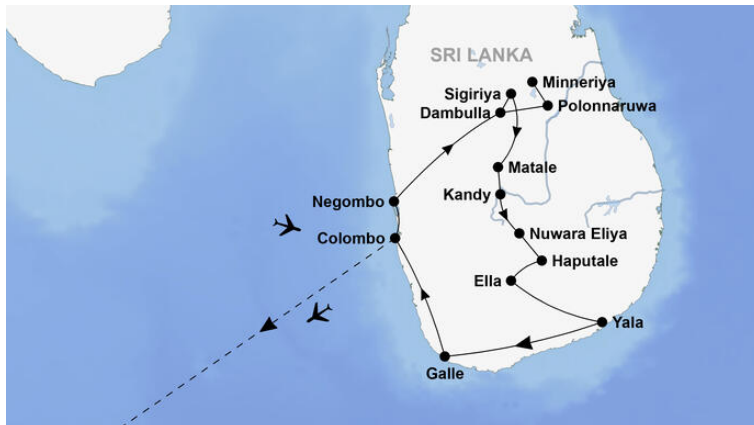 SRI LANKA
Minneriya
Sigiriya
Polonnaruwa
Dambulla
Matale
Kandy
Negombo
Nuwara Eliya
Colombo
Haputale
Ella
Yala
Galle